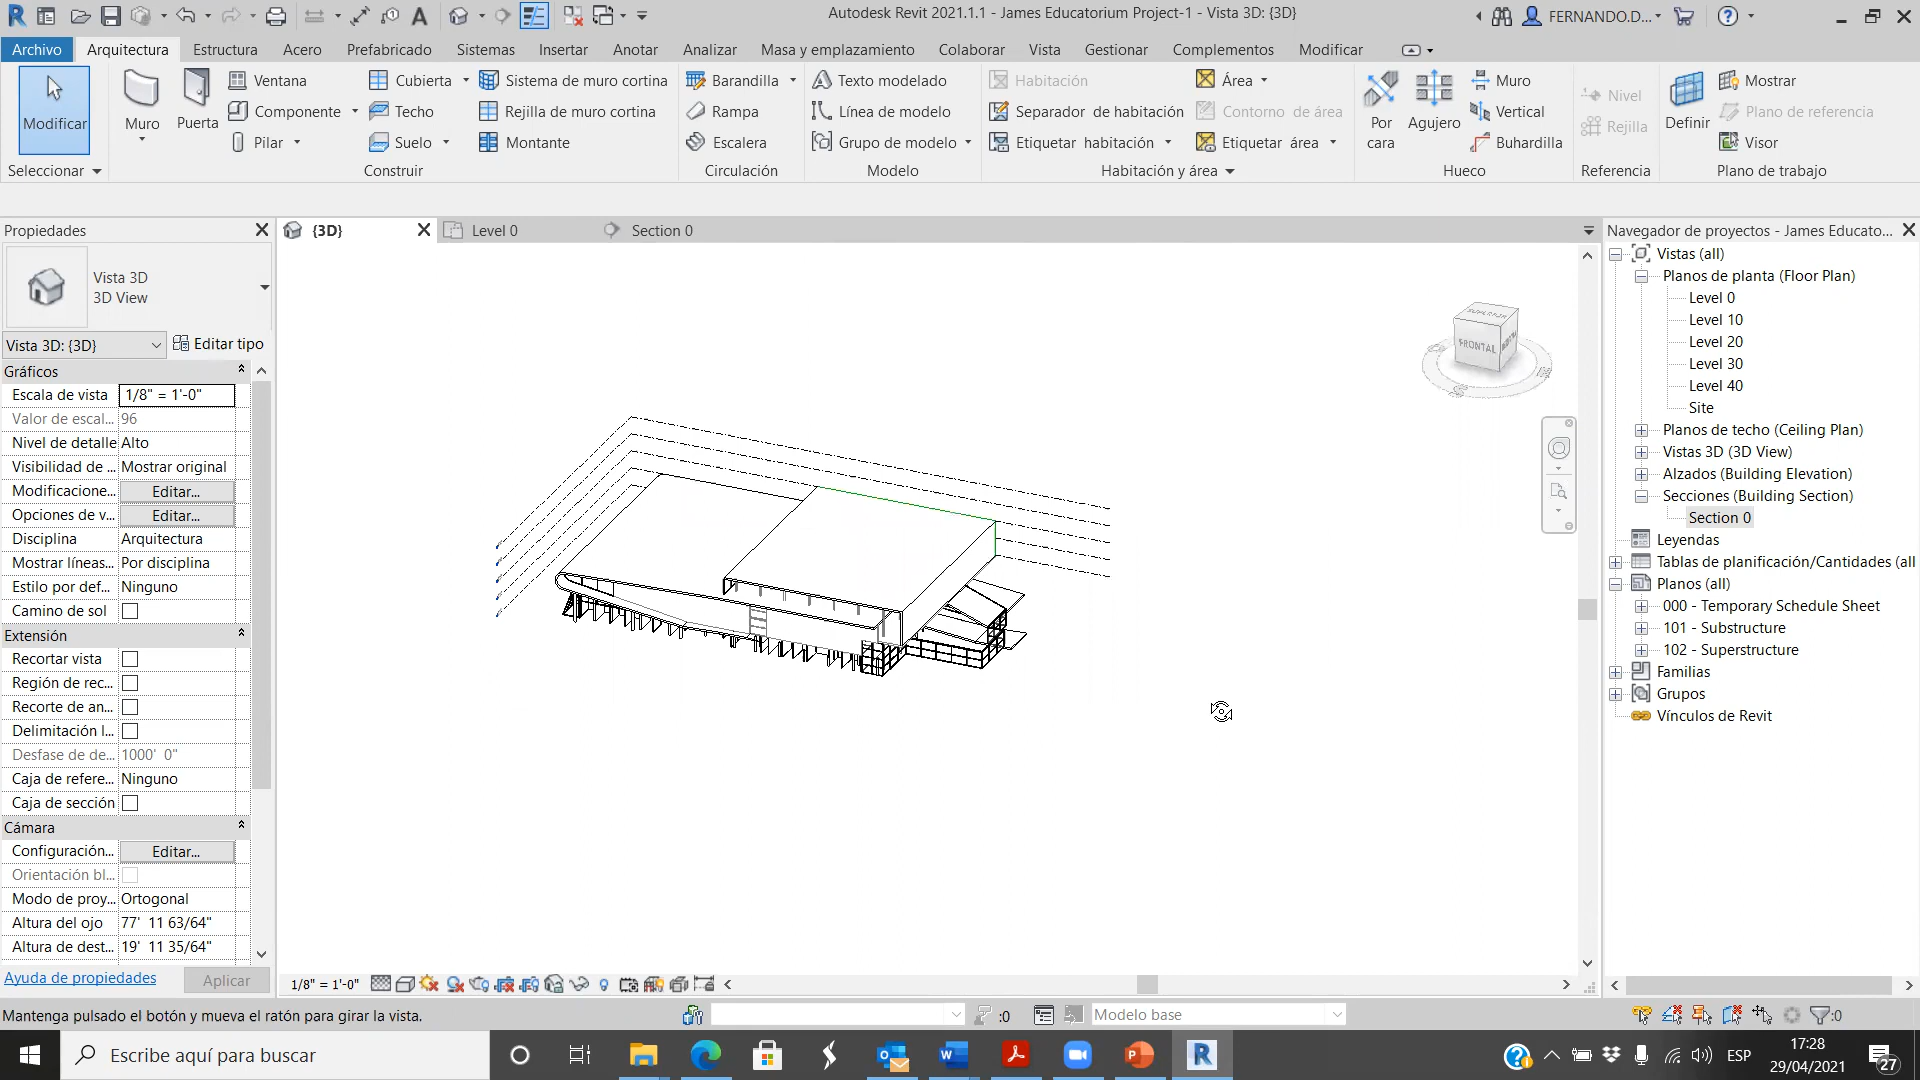 Autodesk Revit 2021.1.1 - James Educatorium Project-1 - Vista 3D: {3D}
FERNANDO.D...
Archivo Arquitectura Estructura Acero Prefabricado Sistemas Insertar Anotar Analizar Masa y emplazamiento Colaborar Vista Gestionar Complementos Modificar
Modificar
Muro
Puerta
Ventana
Componente
Pilar
Cubierta
Techo
Suelo
Sistema de muro cortina
Rejilla de muro cortina
Montante
Barandilla
Rampa
Escalera
Texto modelado
Línea de modelo
Grupo de modelo
Habitación
Separador de habitación
Etiquetar habitación
Área
Contorno de área
Etiquetar área
Por cara
Agujero
Muro
Vertical
Buhardilla
Nivel
Rejilla
Definir
Mostrar
Plano de referencia
Visor
Seleccionar Construir Circulación Modelo Habitación y área Hueco Referencia Plano de trabajo
Propiedades
Vista 3D
3D View
Vista 3D: {3D} Editar tipo
Gráficos
Escala de vista 1/8" = 1'-0"
Valor de escal... 96
Nivel de detalle Alto
Visibilidad de ... Mostrar original
Modificacione... Editar...
Opciones de v... Editar...
Disciplina Arquitectura
Mostrar líneas... Por disciplina
Estilo por def... Ninguno
Camino de sol
Extensión
Recortar vista
Región de rec...
Recorte de an...
Delimitación l...
Desfase de de... 1000' 0"
Caja de refere... Ninguno
Caja de sección
Cámara
Configuración... Editar...
Orientación bl...
Modo de proy... Ortogonal
Altura del ojo 77' 11 63/64"
Altura de dest... 19' 11 35/64"
Ayuda de propiedades Aplicar
{3D} Level 0 Section 0
SUPERIOR
FRONTAL
1/8" = 1'-0"
Navegador de proyectos - James Educato...
Vistas (all)
Planos de planta (Floor Plan)
Level 0
Level 10
Level 20
Level 30
Level 40
Site
Planos de techo (Ceiling Plan)
Vistas 3D (3D View)
Alzados (Building Elevation)
Secciones (Building Section)
Section 0
Leyendas
Tablas de planificación/Cantidades (all
Planos (all)
000 - Temporary Schedule Sheet
101 - Substructure
102 - Superstructure
Familias
Grupos
Vínculos de Revit
Mantenga pulsado el botón y mueva el ratón para girar la vista.
:0
Modelo base
:0
Escribe aquí para buscar
ESP
17:28
29/04/2021
27